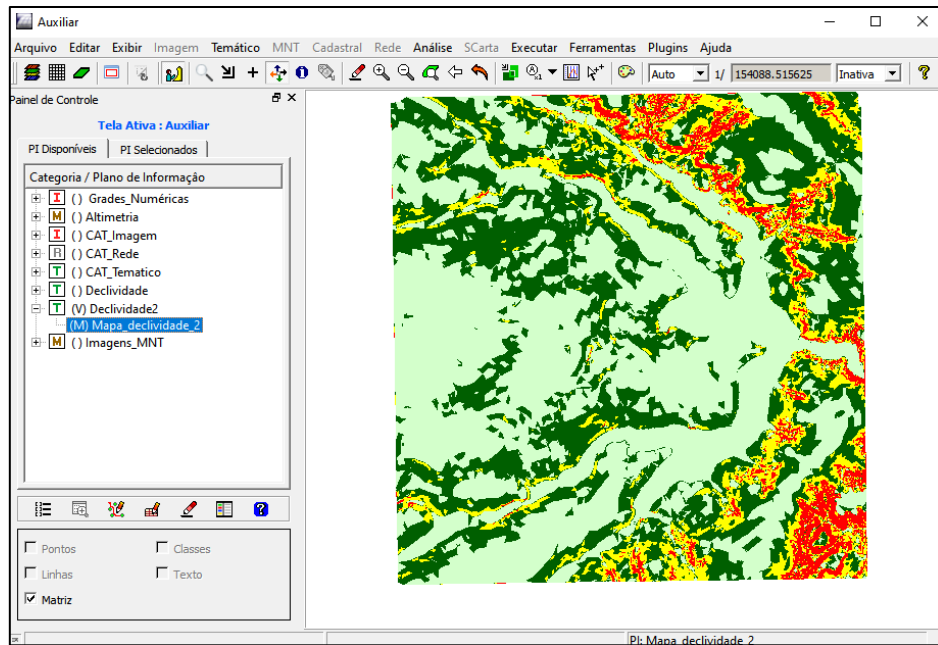 Auxiliar
Arquivo Editar Exibir Imagem Temático MNT Cadastral Rede Análise SCarta Executar Ferramentas Plugins Ajuda
Auto 1/ 154088.515625 Inativa
Painel de Controle
Tela Ativa : Auxiliar
PI Disponíveis PI Selecionados
Categoria / Plano de Informação
I () Grades_Numéricas
M () Altimetria
I () CAT_Imagem
R () CAT_Rede
T () CAT_Tematico
T () Declividade
T (V) Declividade2
(M) Mapa_declividade_2
M () Imagens_MNT
Pontos Classes
Linhas Texto
Matriz
PI: Mapa_declividade_2